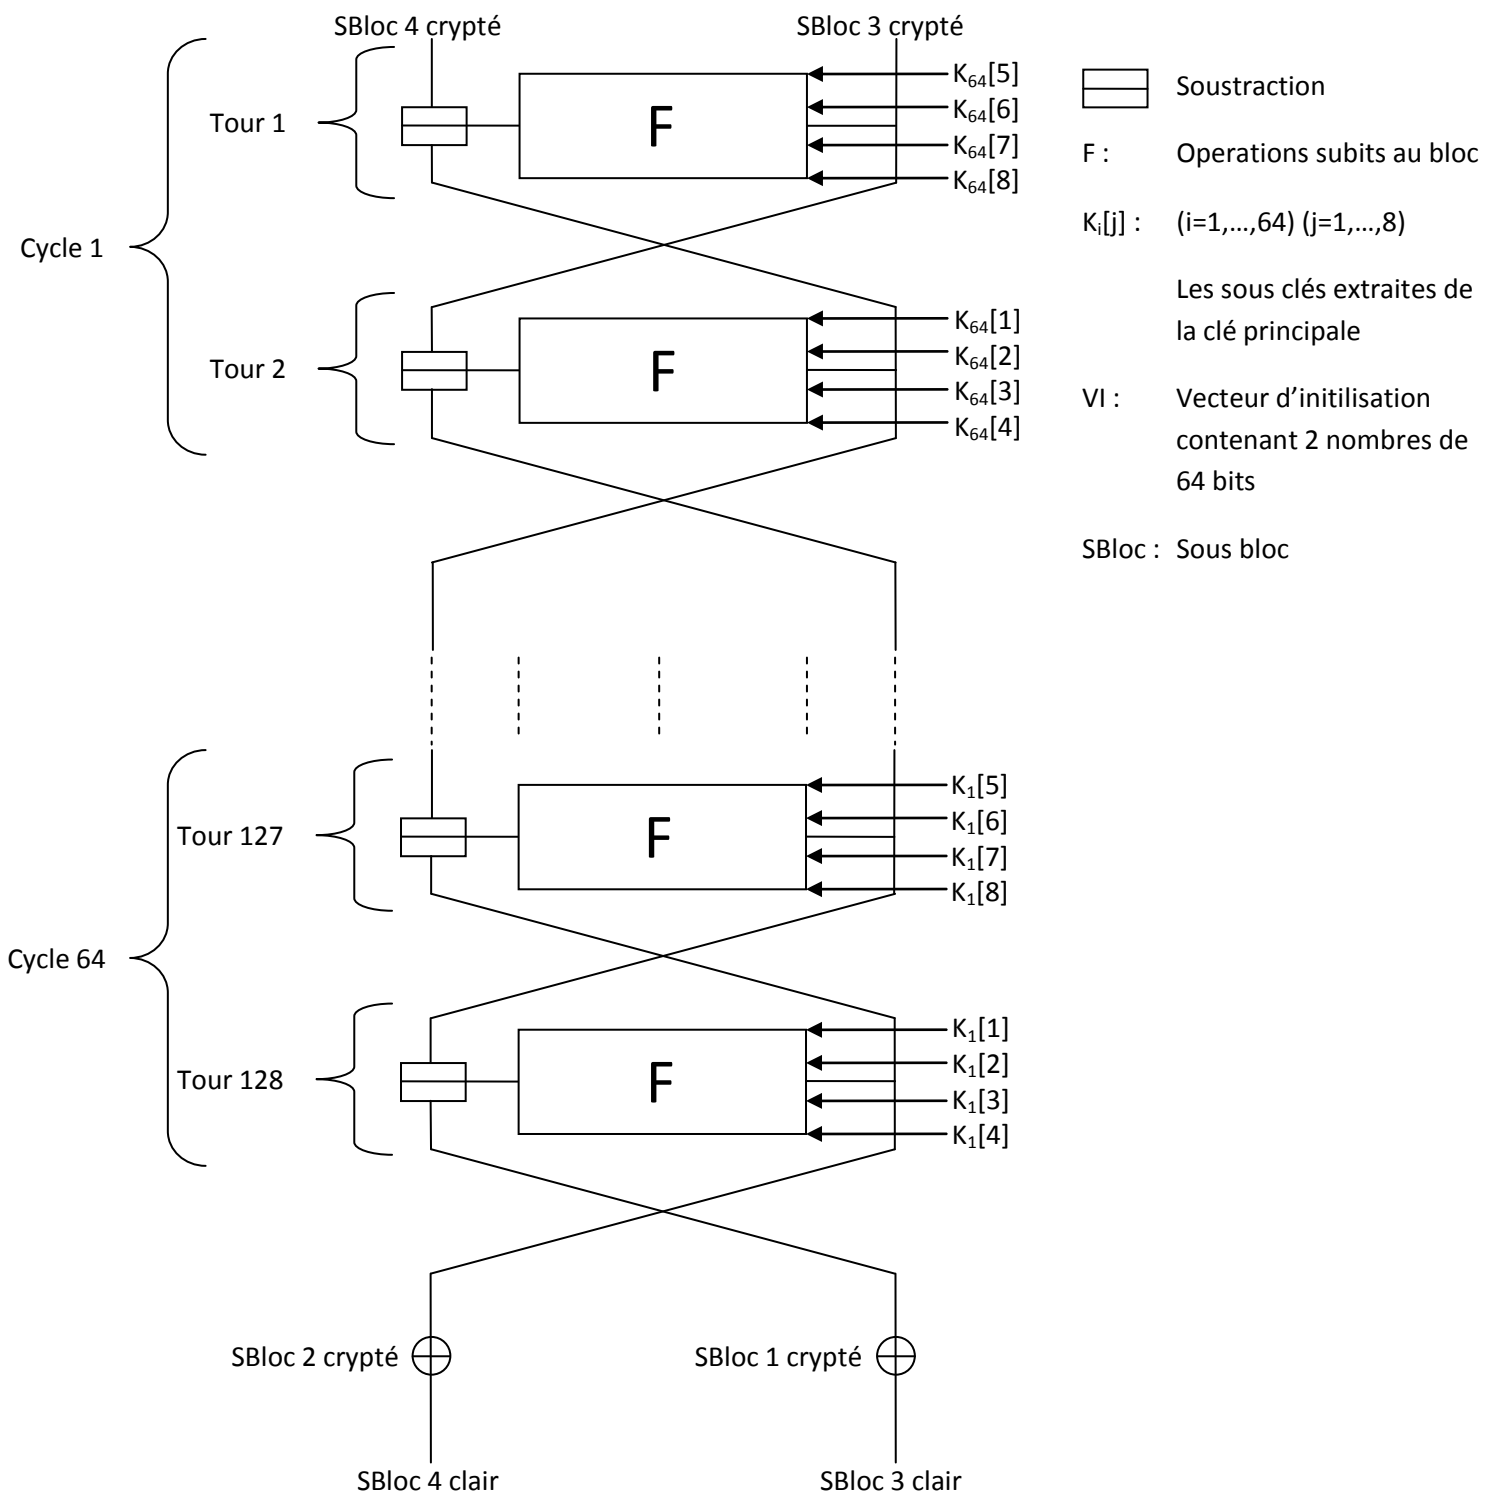 SBloc 4 crypté
SBloc 3 crypté
Cycle 1
Tour 1
F
K64[5]
K64[6]
K64[7]
K64[8]
Tour 2
F
K64[1]
K64[2]
K64[3]
K64[4]
Cycle 64
Tour 127
F
K1[5]
K1[6]
K1[7]
K1[8]
Tour 128
F
K1[1]
K1[2]
K1[3]
K1[4]
SBloc 2 crypté
SBloc 1 crypté
SBloc 4 clair
SBloc 3 clair
Soustraction
F : Operations subits au bloc
Ki[j] : (i=1,…,64) (j=1,…,8)
Les sous clés extraites de
la clé principale
VI : Vecteur d’initilisation
contenant 2 nombres de
64 bits
SBloc : Sous bloc